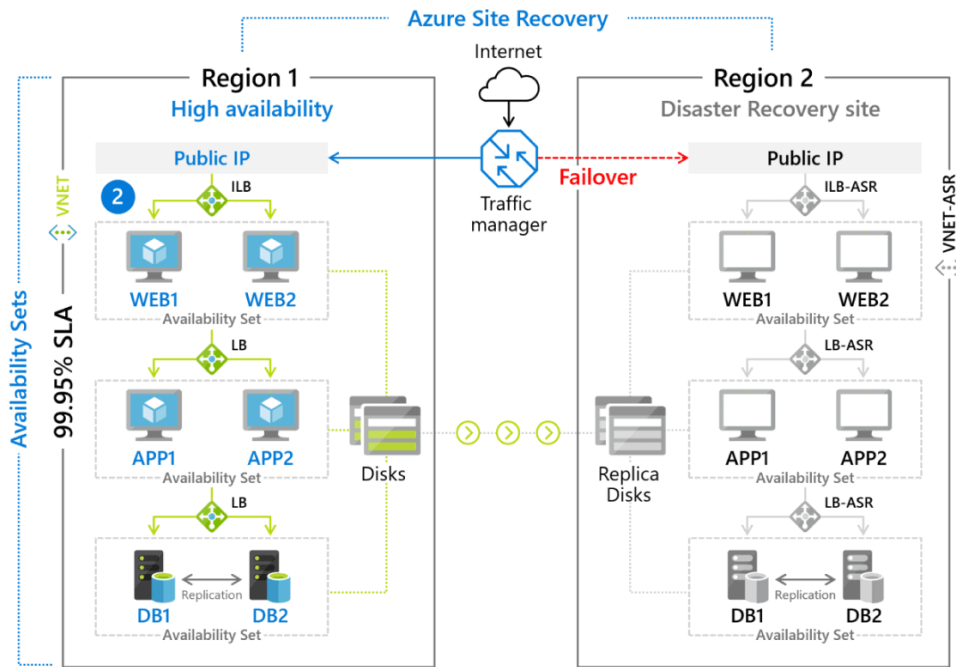 Azure Site Recovery
Internet
Region 1
High availability
Region 2
Disaster Recovery site
Public IP
Public IP
Failover
Traffic
manager
2
ILB
ILB-ASR
VNET
VNET-ASR
Availability Sets
99.95% SLA
WEB1
WEB2
Availability Set
WEB1
WEB2
Availability Set
LB
LB-ASR
APP1
APP2
Availability Set
Disks
Replica
Disks
APP1
APP2
Availability Set
LB
LB-ASR
Replication
DB1
DB2
Availability Set
Replication
DB1
DB2
Availability Set